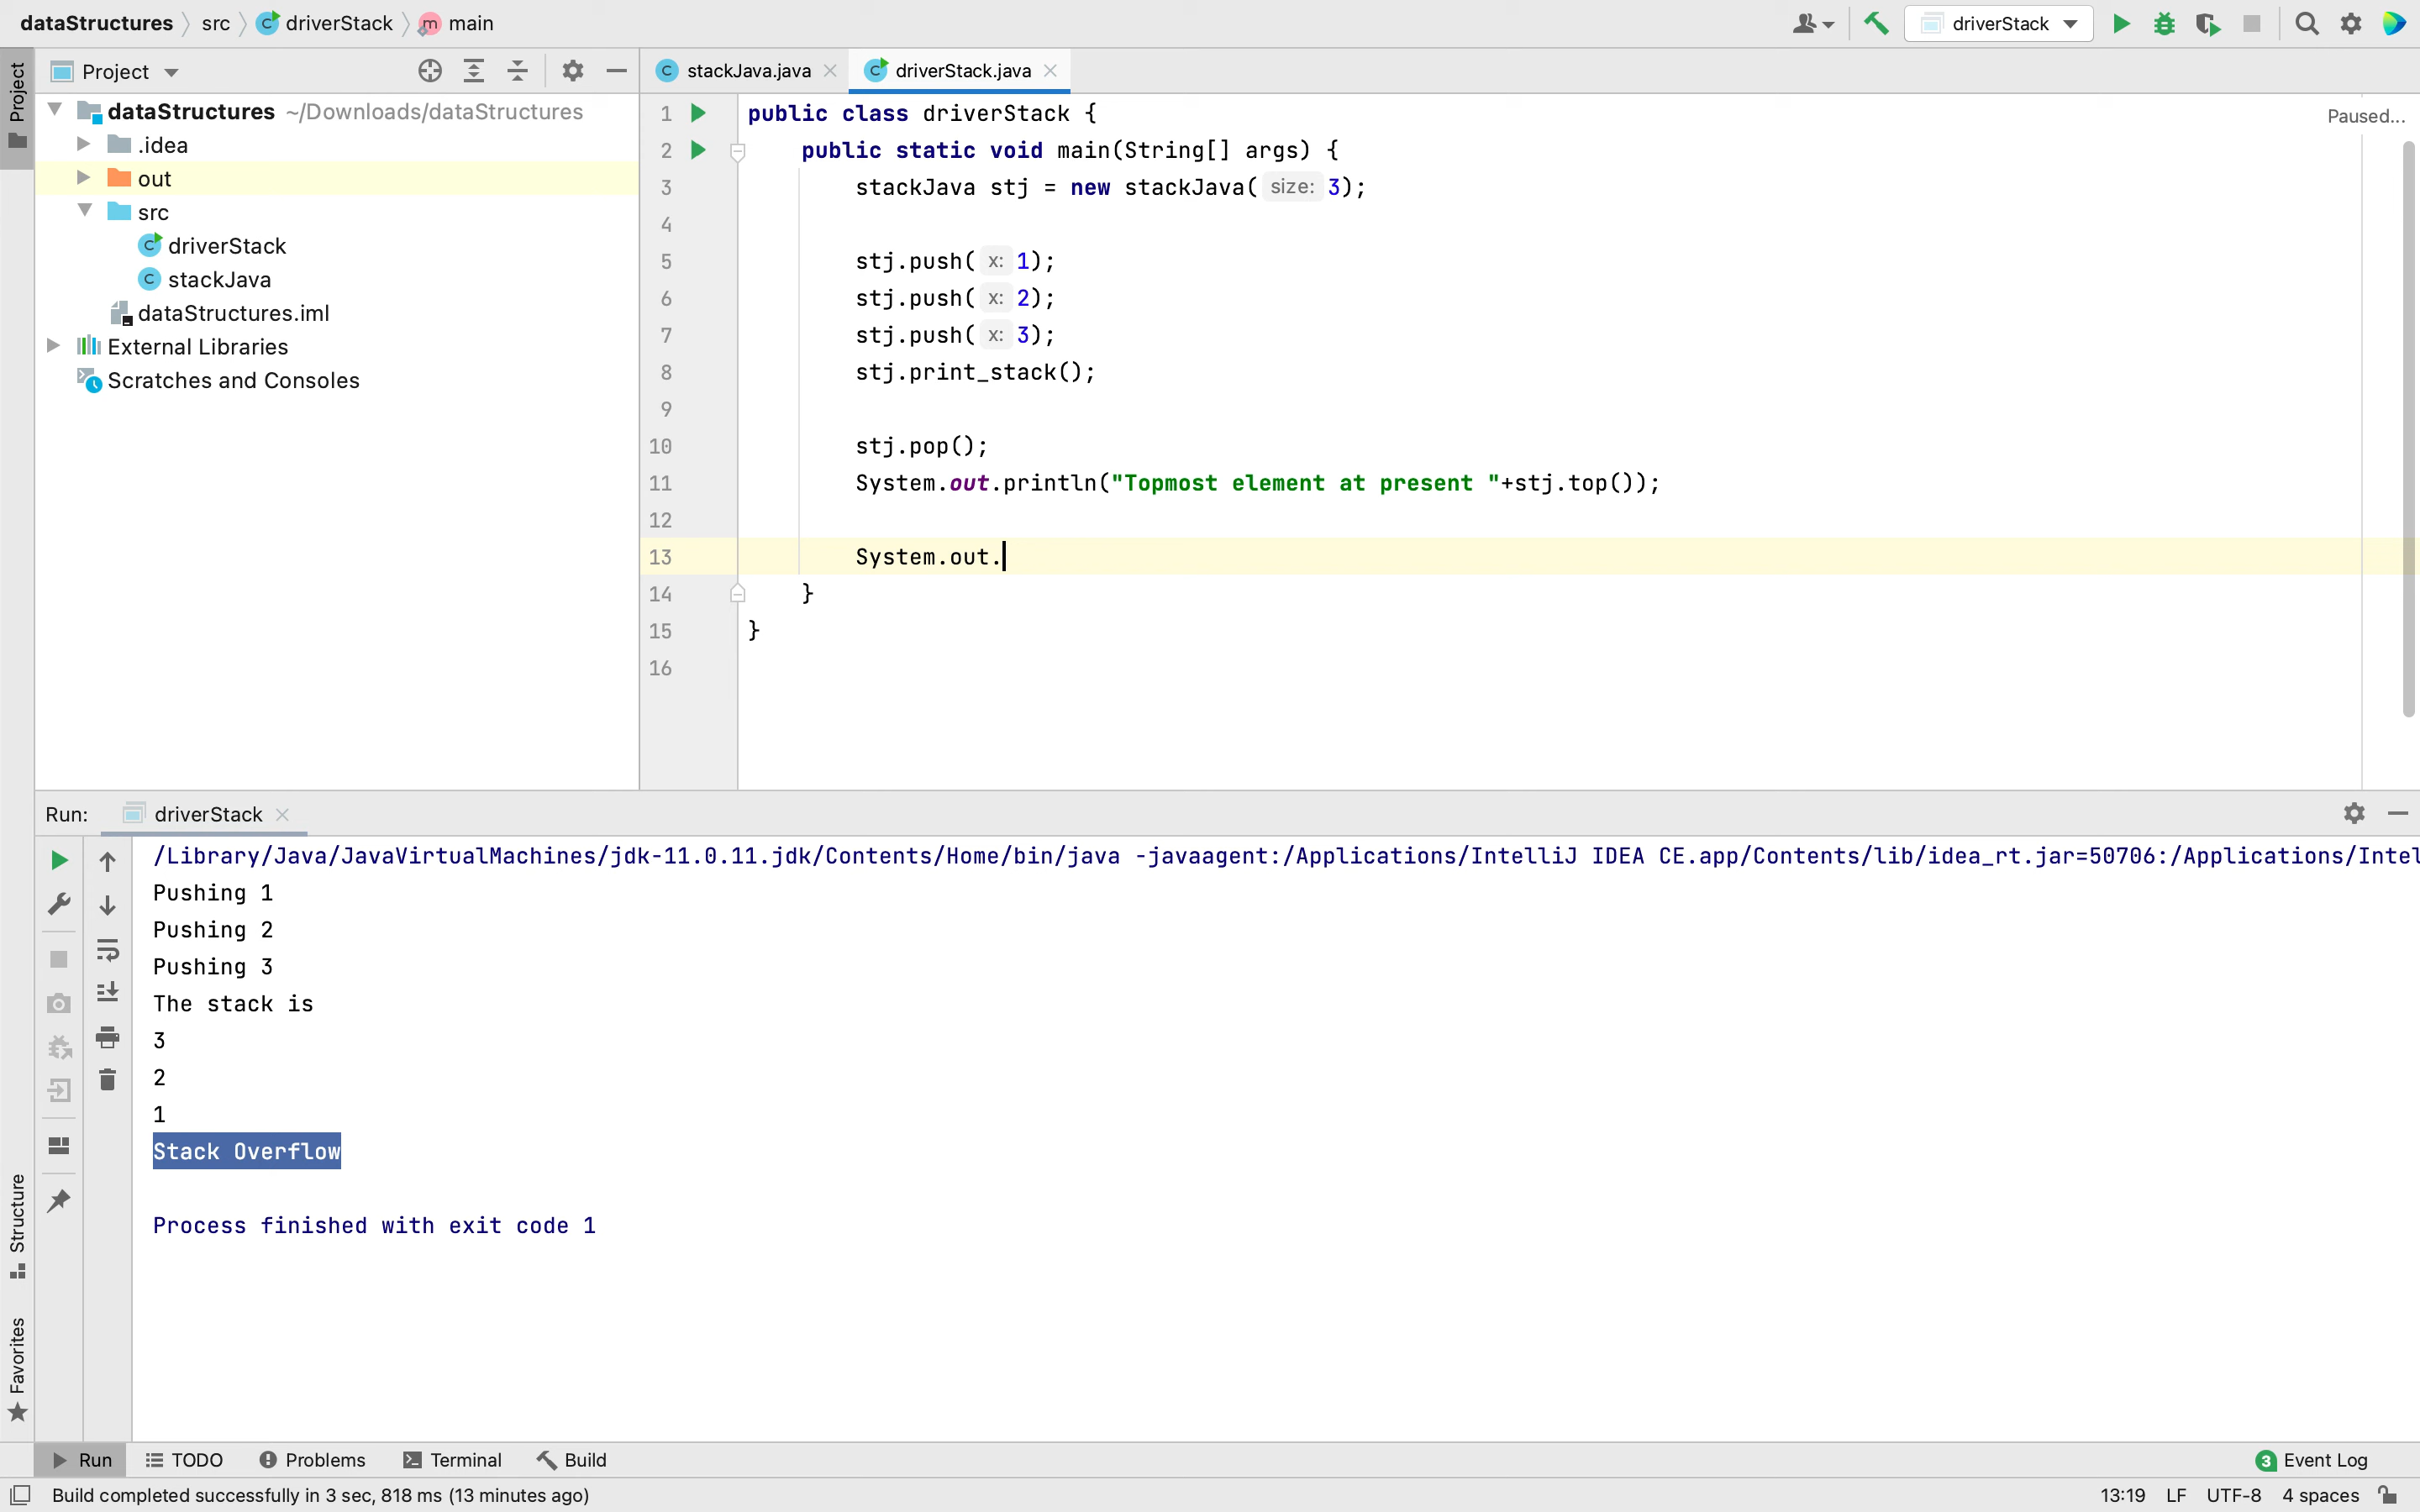 dataStructures src driverStack main
driverStack
Project
Project
stackJava.java
driverStack.java
dataStructures ~/Downloads/dataStructures
.idea
out
src
driverStack
stackJava
dataStructures.iml
External Libraries
Scratches and Consoles
Paused...
1 public class driverStack {
2 public static void main(String[] args) {
3 stackJava stj = new stackJava( size: 3);
4
5 stj.push( x: 1);
6 stj.push( x: 2);
7 stj.push( x: 3);
8 stj.print_stack();
9
10 stj.pop();
11 System.out.println("Topmost element at present "+stj.top());
12
13 System.out.
14 }
15 }
16
Run: driverStack
/Library/Java/JavaVirtualMachines/jdk-11.0.11.jdk/Contents/Home/bin/java -javaagent:/Applications/IntelliJ IDEA CE.app/Contents/lib/idea_rt.jar=50706:/Applications/Intel
Pushing 1
Pushing 2
Pushing 3
The stack is
3
2
1
Stack Overflow
Process finished with exit code 1
Structure
Favorites
Run TODO Problems Terminal Build
3 Event Log
Build completed successfully in 3 sec, 818 ms (13 minutes ago)
13:19 LF UTF-8 4 spaces